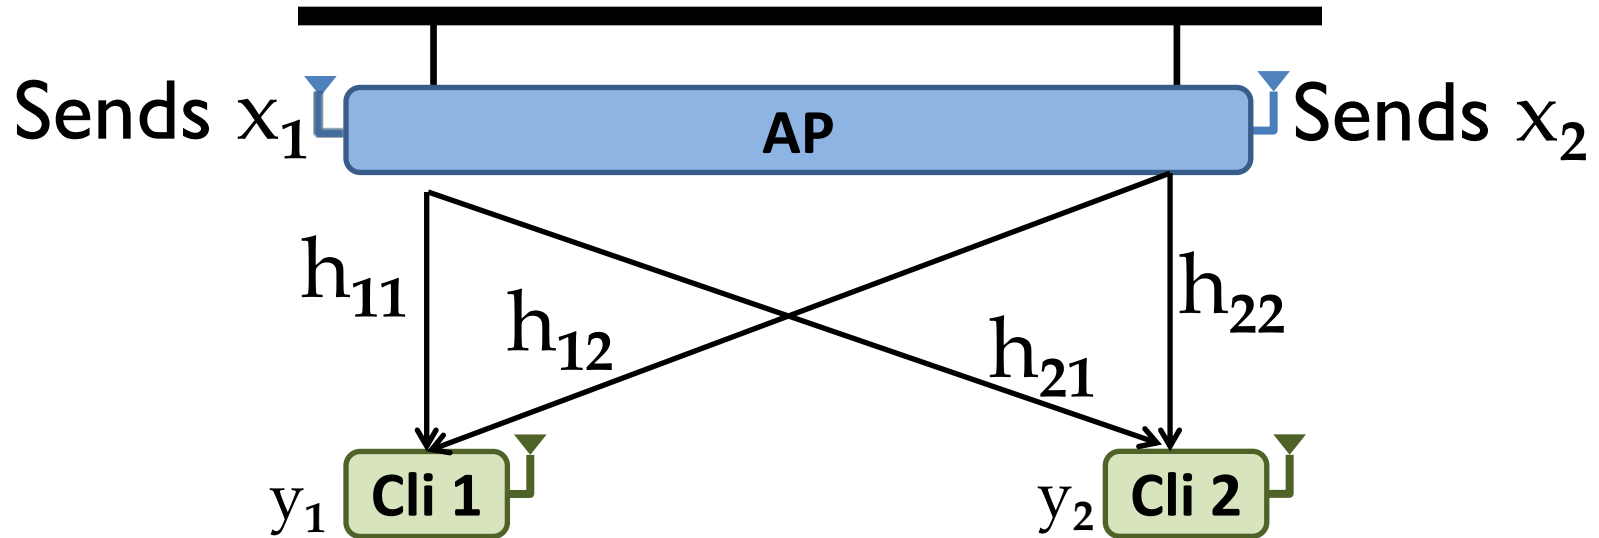 Sends x₁
AP
Sends x₂
h₁₁
h₁₂
h₂₁
h₂₂
y₁
Cli 1
y₂
Cli 2